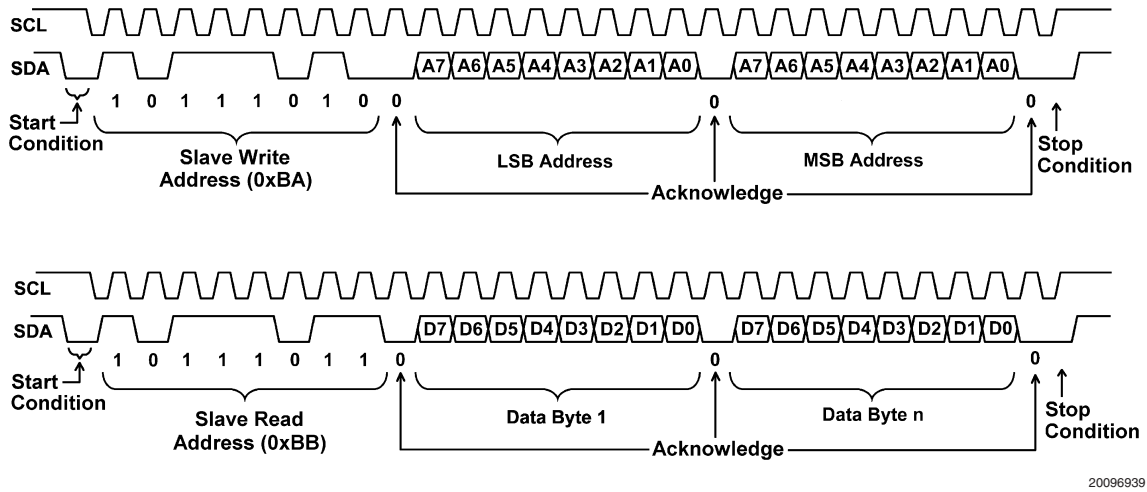 SCL
SDA
A7 A6 A5 A4 A3 A2 A1 A0 A7 A6 A5 A4 A3 A2 A1 A0
1 0 1 1 1 0 1 0 0 0 0
Start
Condition
Slave Write
Address (0xBA)
LSB Address
MSB Address
Stop
Condition
Acknowledge
SCL
SDA
D7 D6 D5 D4 D3 D2 D1 D0 D7 D6 D5 D4 D3 D2 D1 D0
1 0 1 1 1 0 1 1 0 0 0
Start
Condition
Slave Read
Address (0xBB)
Data Byte 1
Data Byte n
Stop
Condition
Acknowledge
20096939